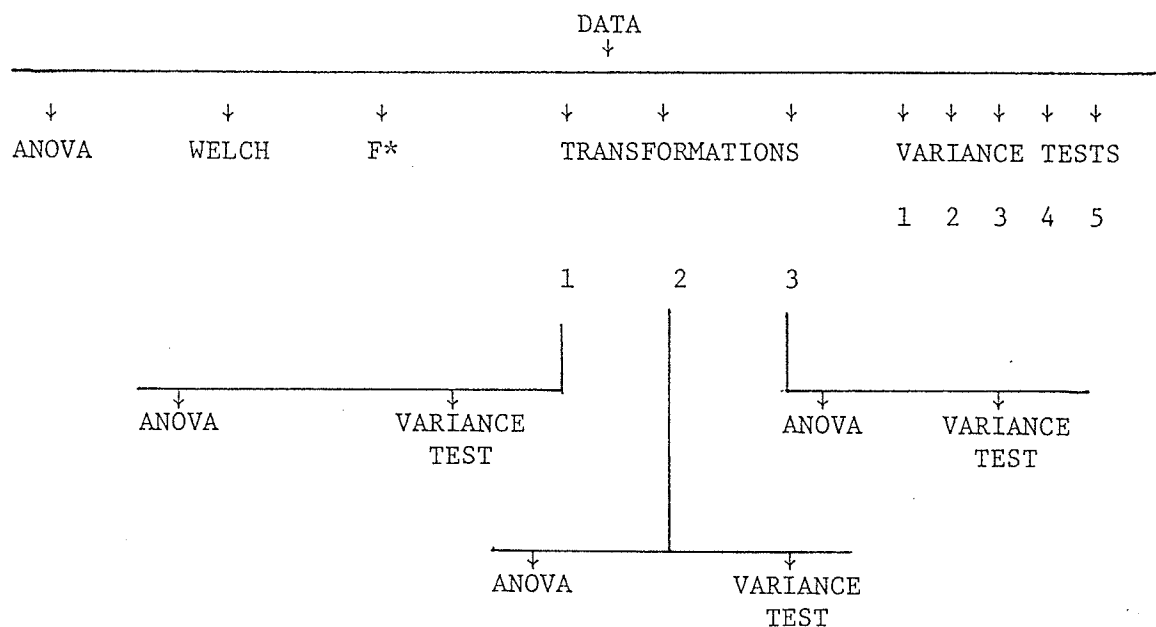 DATA
ANOVA WELCH F* TRANSFORMATIONS VARIANCE TESTS
1 2 3 4 5
1 2 3
ANOVA VARIANCE TEST
ANOVA VARIANCE TEST
ANOVA VARIANCE TEST